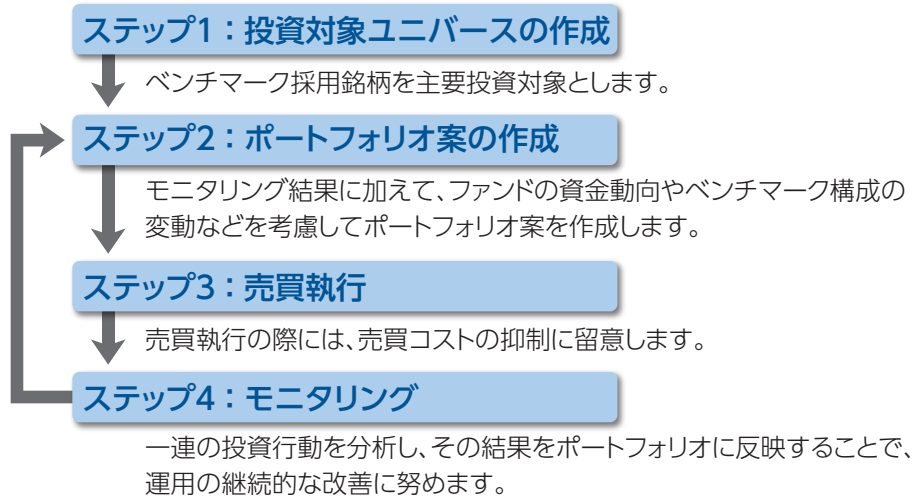 ステップ1：投資対象ユニバースの作成
ベンチマーク採用銘柄を主要投資対象とします。
ステップ2：ポートフォリオ案の作成
モニタリング結果に加えて、ファンドの資金動向やベンチマーク構成の
変動などを考慮してポートフォリオ案を作成します。
ステップ3：売買執行
売買執行の際には、売買コストの抑制に留意します。
ステップ4：モニタリング
一連の投資行動を分析し、その結果をポートフォリオに反映することで、
運用の継続的な改善に努めます。